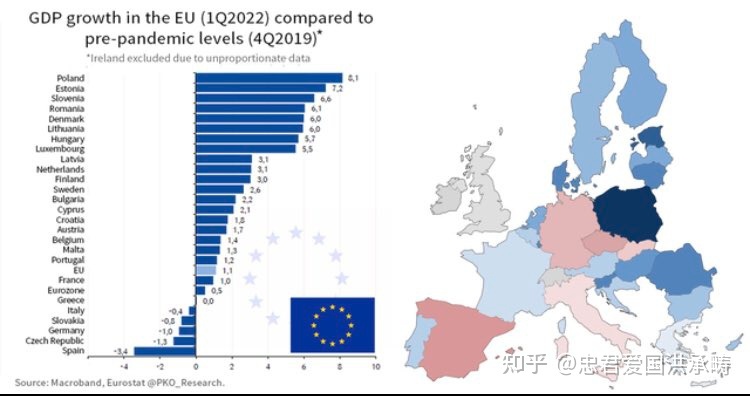 GDP growth in the EU (1Q2022) compared to
pre-pandemic levels (4Q2019)*
*Ireland excluded due to unproportionate data
Poland 8,1
Estonia 7,2
Slovenia 6,6
Romania 6,1
Denmark 6,0
Lithuania 6,0
Hungary 5,7
Luxembourg 5,5
Latvia 3,1
Netherlands 3,1
Finland 3,0
Sweden 2,6
Bulgaria 2,2
Cyprus 2,1
Croatia 1,8
Austria 1,7
Belgium 1,4
Malta 1,3
Portugal 1,2
EU 1,1
France 1,0
Eurozone 0,5
Greece 0,0
Italy -0,4
Slovakia -0,8
Germany -1,0
Czech Republic -1,3
Spain -3,4
-4 -2 0 2 4 6 8 10
Source: Macroband, Eurostat @PKO_Research.
知乎 @忠君爱国洪承畴